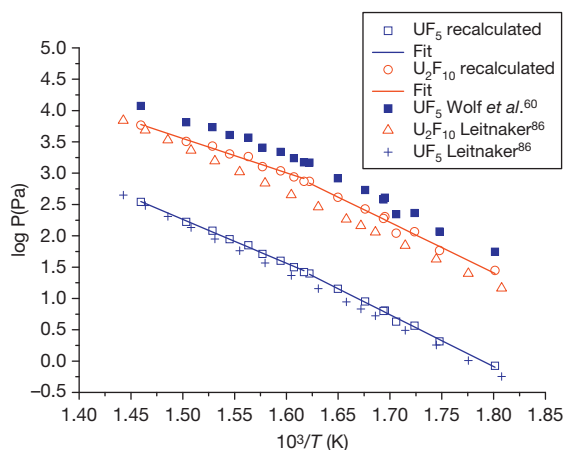 UF₅ recalculated
Fit
U₂F₁₀ recalculated
Fit
UF₅ Wolf et al.⁶⁰
U₂F₁₀ Leitnaker⁸⁶
UF₅ Leitnaker⁸⁶
log P(Pa)
5.0
4.5
4.0
3.5
3.0
2.5
2.0
1.5
1.0
0.5
0.0
−0.5
1.40 1.45 1.50 1.55 1.60 1.65 1.70 1.75 1.80 1.85
10³/T (K)